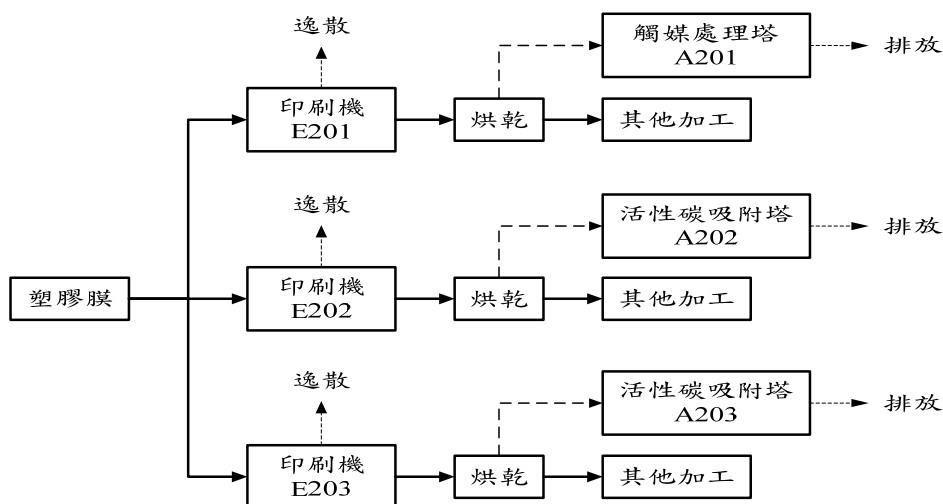 逸散
觸媒處理塔
A201
排放
印刷機
E201
烘乾
其他加工
逸散
活性碳吸附塔
A202
排放
塑膠膜
印刷機
E202
烘乾
其他加工
逸散
活性碳吸附塔
A203
排放
印刷機
E203
烘乾
其他加工